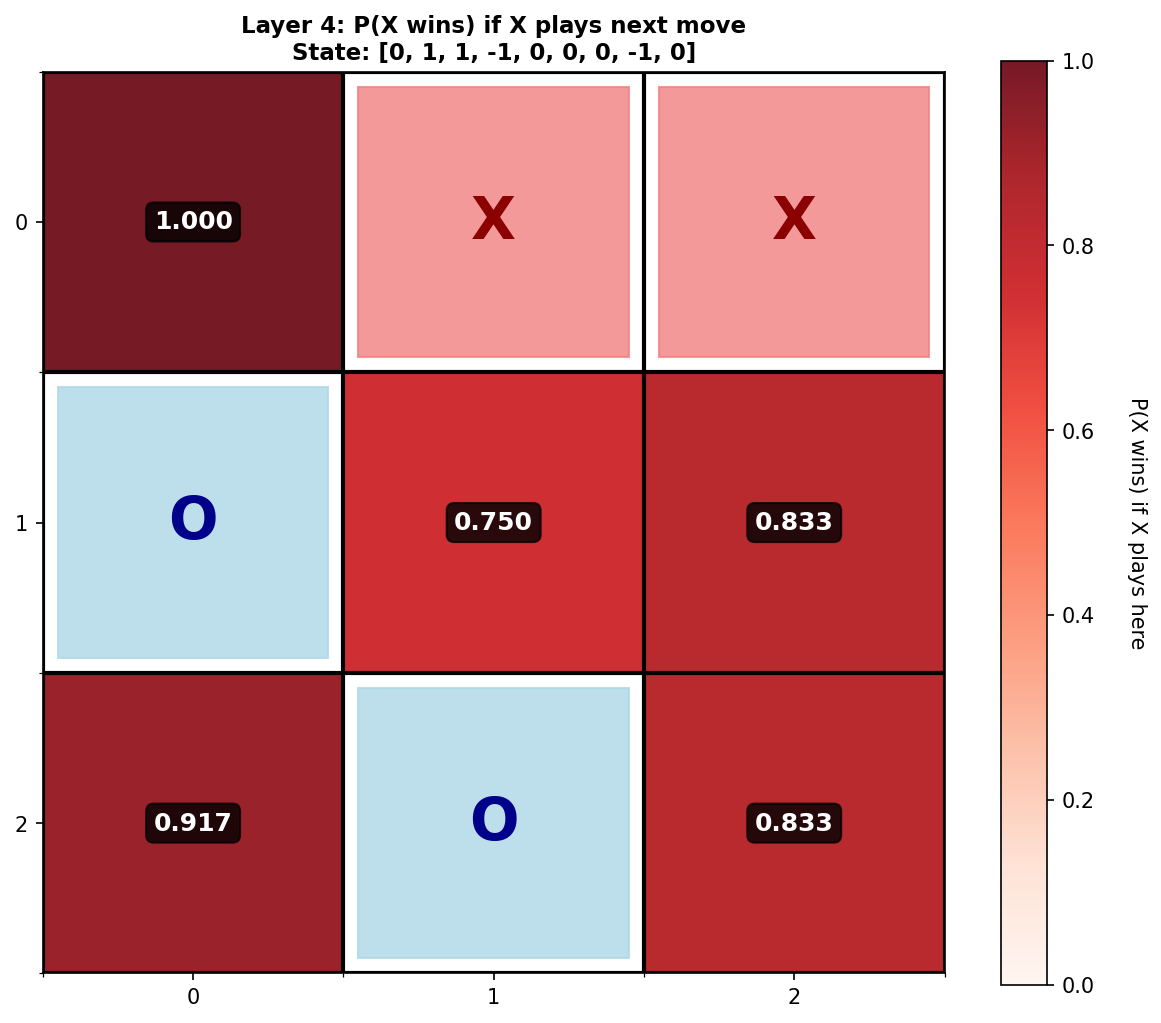 Layer 4: P(X wins) if X plays next move
State: [0, 1, 1, -1, 0, 0, 0, -1, 0]
1.000
X
X
O
0.750
0.833
0.917
O
0.833
0
1
2
0
1
2
1.0
0.8
0.6
0.4
0.2
0.0
P(X wins) if X plays here